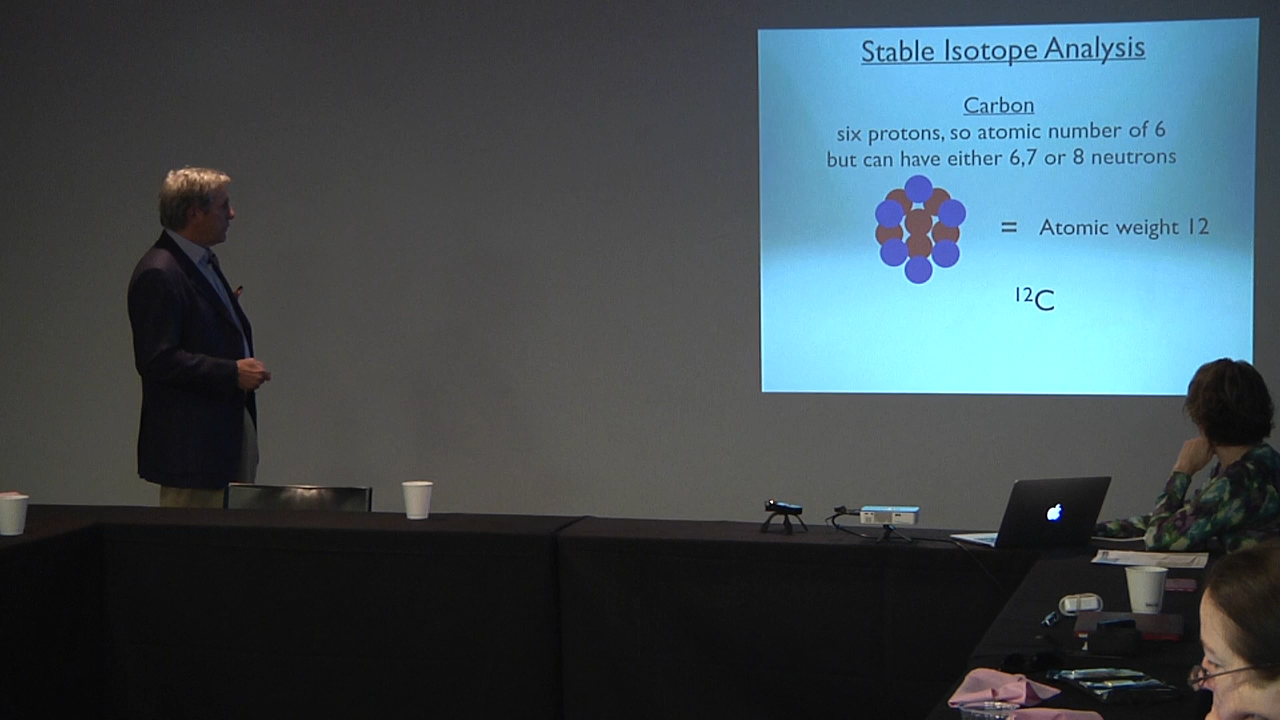 Stable Isotope Analysis
Carbon
six protons, so atomic number of 6
but can have either 6,7 or 8 neutrons
= Atomic weight 12
¹²C